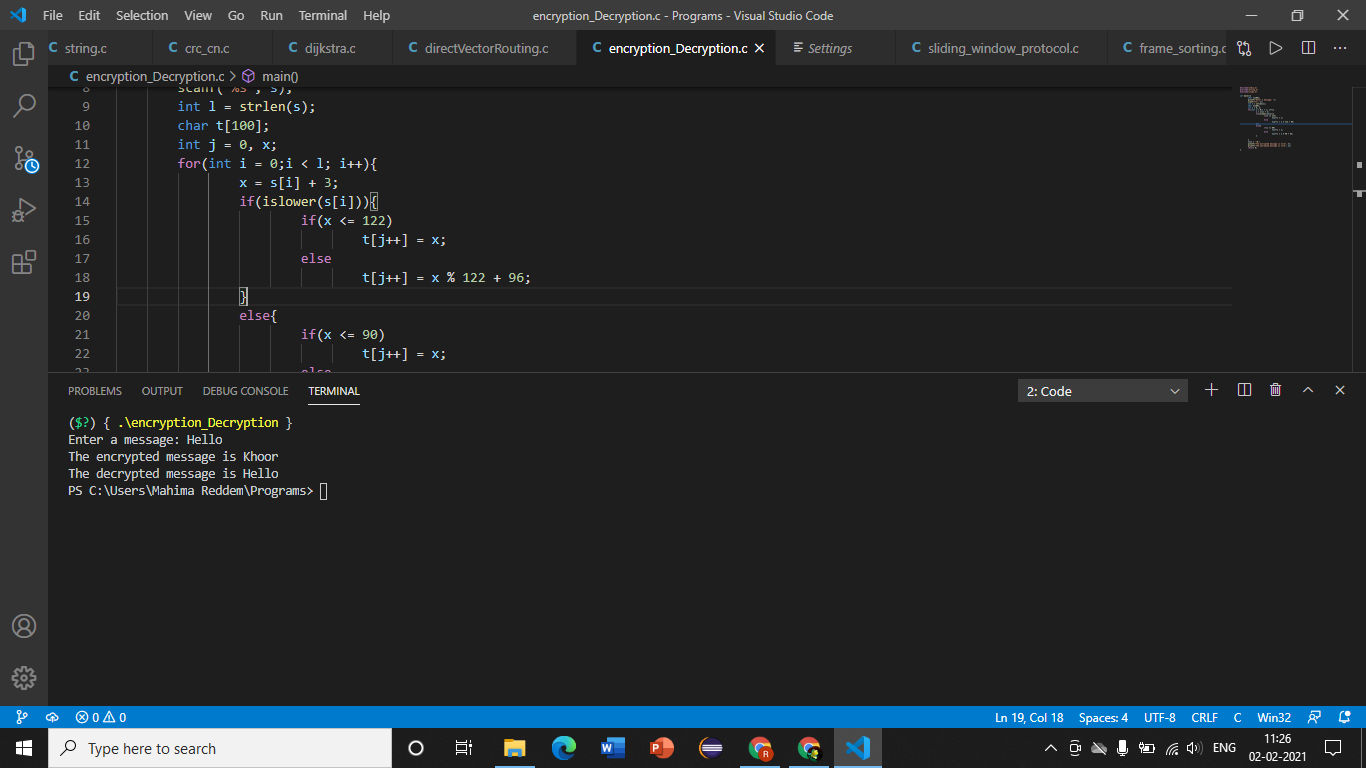 File Edit Selection View Go Run Terminal Help encryption_Decryption.c - Programs - Visual Studio Code
C string.c C crc_cn.c C dijkstra.c C directVectorRouting.c C encryption_Decryption.c Settings C sliding_window_protocol.c C frame_sorting.c
C encryption_Decryption.c > main()
8 scanf("%s", s);
9 int l = strlen(s);
10 char t[100];
11 int j = 0, x;
12 for(int i = 0;i < l; i++){
13 x = s[i] + 3;
14 if(islower(s[i])){
15 if(x <= 122)
16 t[j++] = x;
17 else
18 t[j++] = x % 122 + 96;
19 }
20 else{
21 if(x <= 90)
22 t[j++] = x;
23 else
PROBLEMS OUTPUT DEBUG CONSOLE TERMINAL 2: Code
($?) { .\encryption_Decryption }
Enter a message: Hello
The encrypted message is Khoor
The decrypted message is Hello
PS C:\Users\Mahima Reddem\Programs>
0 0 Ln 19, Col 18 Spaces: 4 UTF-8 CRLF C Win32
Type here to search ENG 11:26
02-02-2021